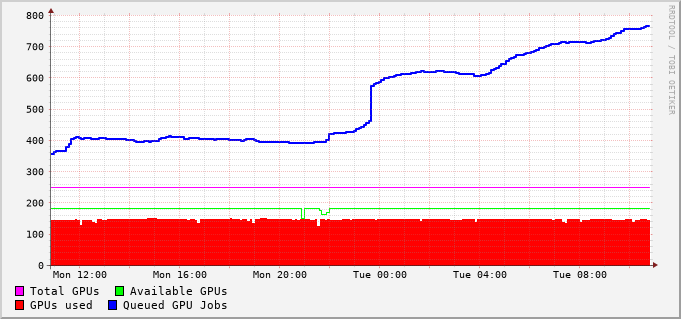 800
700
600
500
400
300
200
100
0
Mon 12:00 Mon 16:00 Mon 20:00 Tue 00:00 Tue 04:00 Tue 08:00
Total GPUs Available GPUs
GPUs used Queued GPU Jobs
RRDTOOL / TOBI OETIKER